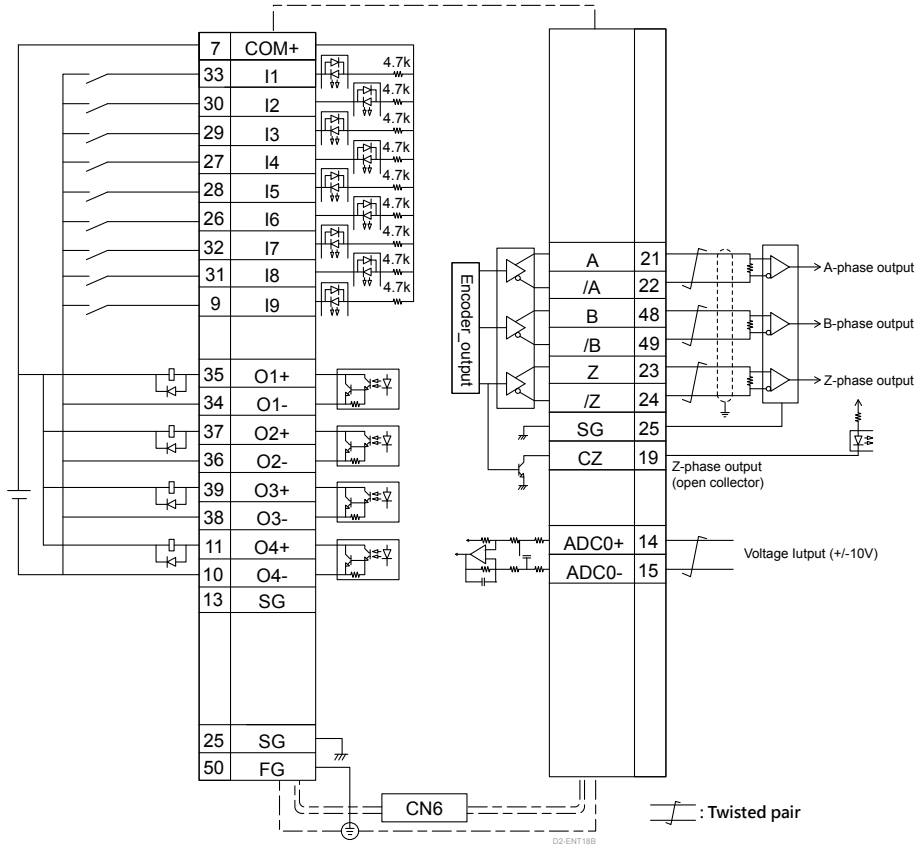 7 COM+
33 I1 4.7k
30 I2 4.7k
29 I3 4.7k
27 I4 4.7k
28 I5 4.7k
26 I6 4.7k
32 I7 4.7k
31 I8 4.7k
9 I9 4.7k
35 O1+
34 O1-
37 O2+
36 O2-
39 O3+
38 O3-
11 O4+
10 O4-
13 SG
25 SG
50 FG
CN6
Encoder_output
A 21 A-phase output
/A 22
B 48 B-phase output
/B 49
Z 23 Z-phase output
/Z 24
SG 25
CZ 19 Z-phase output
(open collector)
ADC0+ 14
Voltage Iutput (+/-10V)
ADC0- 15
: Twisted pair
D2-ENT18B